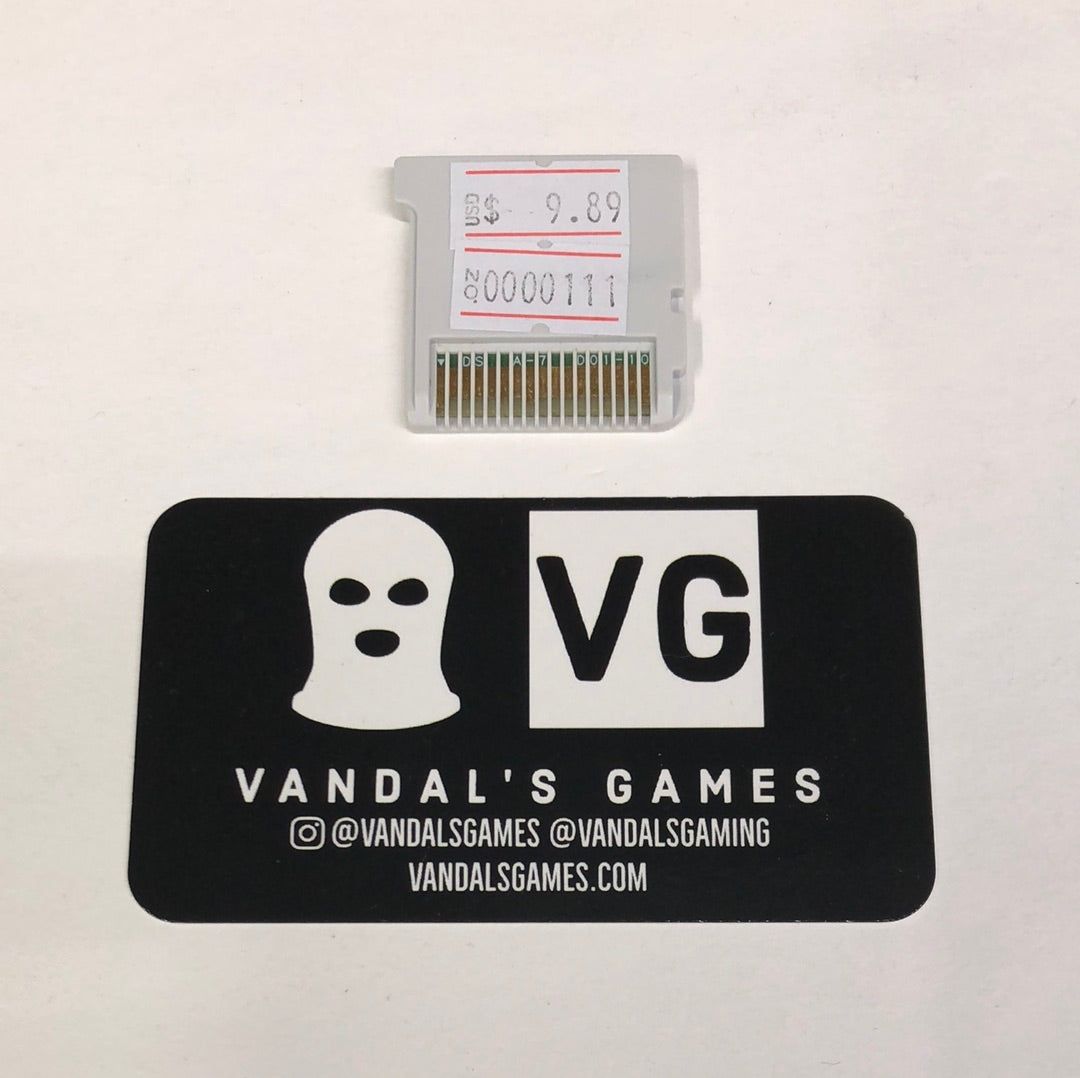 USD $ 9.89
NO. 0000111
▼ DS A-7 D01-10
VG
VANDAL'S GAMES
@VANDALSGAMES @VANDALSGAMING
VANDALSGAMES.COM